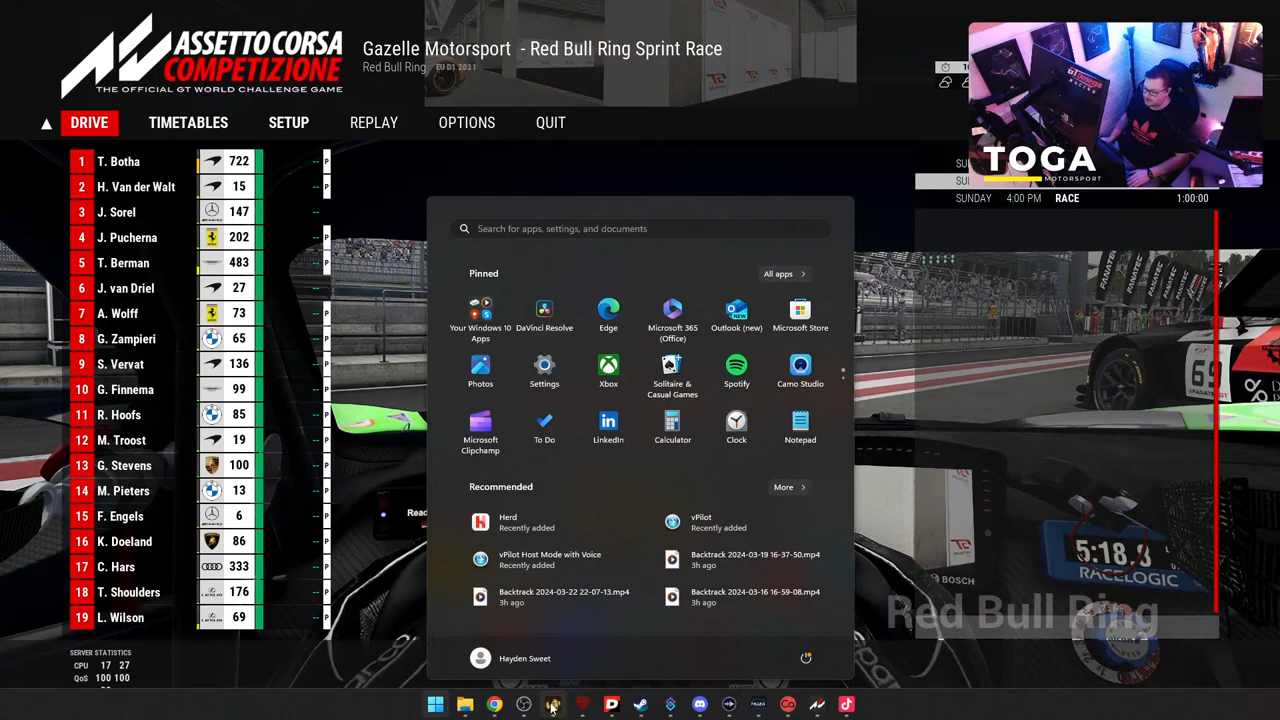 ASSETTO CORSA
COMPETIZIONE
THE OFFICIAL GT WORLD CHALLENGE GAME
Gazelle Motorsport - Red Bull Ring Sprint Race
Red Bull Ring EU D1 2021
DRIVE TIMETABLES SETUP REPLAY OPTIONS QUIT
TOGA
MOTORSPORT
SUNDAY 4:00 PM RACE 1:00:00
1 T. Botha 722 -- P
2 H. Van der Walt 15 -- P
3 J. Sorel 147 --
4 J. Pucherna 202 -- P
5 T. Berman 483 -- P
6 J. van Driel 27 --
7 A. Wolff 73 -- P
8 G. Zampieri 65 -- P
9 S. Vervat 136 -- P
10 G. Finnema 99 -- P
11 R. Hoofs 85 -- P
12 M. Troost 19 -- P
13 G. Stevens 100 -- P
14 M. Pieters 13 -- P
15 F. Engels 6 -- P
16 K. Doeland 86 -- P
17 C. Hars 333 -- P
18 T. Shoulders 176 -- P
19 L. Wilson 69 -- P
SERVER STATISTICS
CPU 17 27
QoS 100 100
Search for apps, settings, and documents
Pinned
All apps
Your Windows 10 Apps
DaVinci Resolve
Edge
Microsoft 365 (Office)
Outlook (new)
Microsoft Store
Photos
Settings
Xbox
Solitaire & Casual Games
Spotify
Camo Studio
Microsoft Clipchamp
To Do
LinkedIn
Calculator
Clock
Notepad
Recommended
More
Herd
Recently added
vPilot
Recently added
vPilot Host Mode with Voice
Recently added
Backtrack 2024-03-19 16-37-50.mp4
3h ago
Backtrack 2024-03-22 22-07-13.mp4
3h ago
Backtrack 2024-03-16 16-59-08.mp4
3h ago
Hayden Sweet
BOSCH
RACELOGIC
Red Bull Ring
69